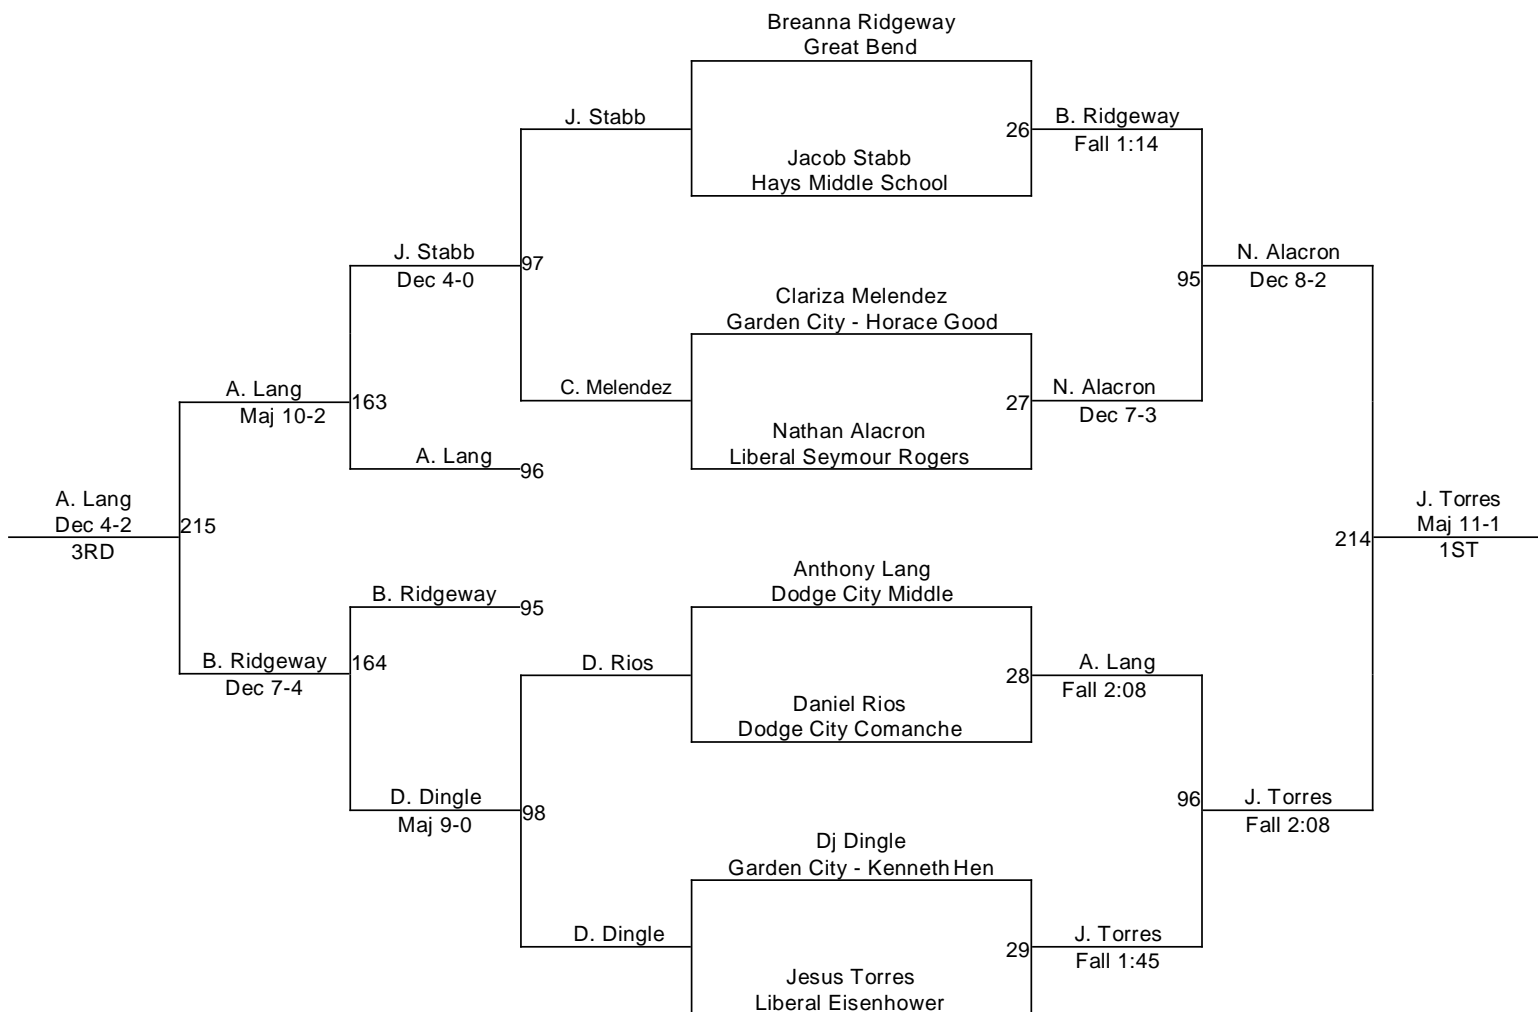 Breanna Ridgeway
Great Bend
J. Stabb
26
B. Ridgeway
Fall 1:14
Jacob Stabb
Hays Middle School
J. Stabb
97
Dec 4-0
N. Alacron
95
Dec 8-2
Clariza Melendez
Garden City - Horace Good
A. Lang
163
Maj 10-2
C. Melendez
27
N. Alacron
Dec 7-3
Nathan Alacron
Liberal Seymour Rogers
A. Lang
96
A. Lang
Dec 4-2
215
3RD
J. Torres
Maj 11-1
214
1ST
Anthony Lang
Dodge City Middle
B. Ridgeway
95
B. Ridgeway
164
Dec 7-4
D. Rios
28
A. Lang
Fall 2:08
Daniel Rios
Dodge City Comanche
D. Dingle
98
Maj 9-0
96
J. Torres
Fall 2:08
Dj Dingle
Garden City - Kenneth Hen
D. Dingle
29
J. Torres
Fall 1:45
Jesus Torres
Liberal Eisenhower